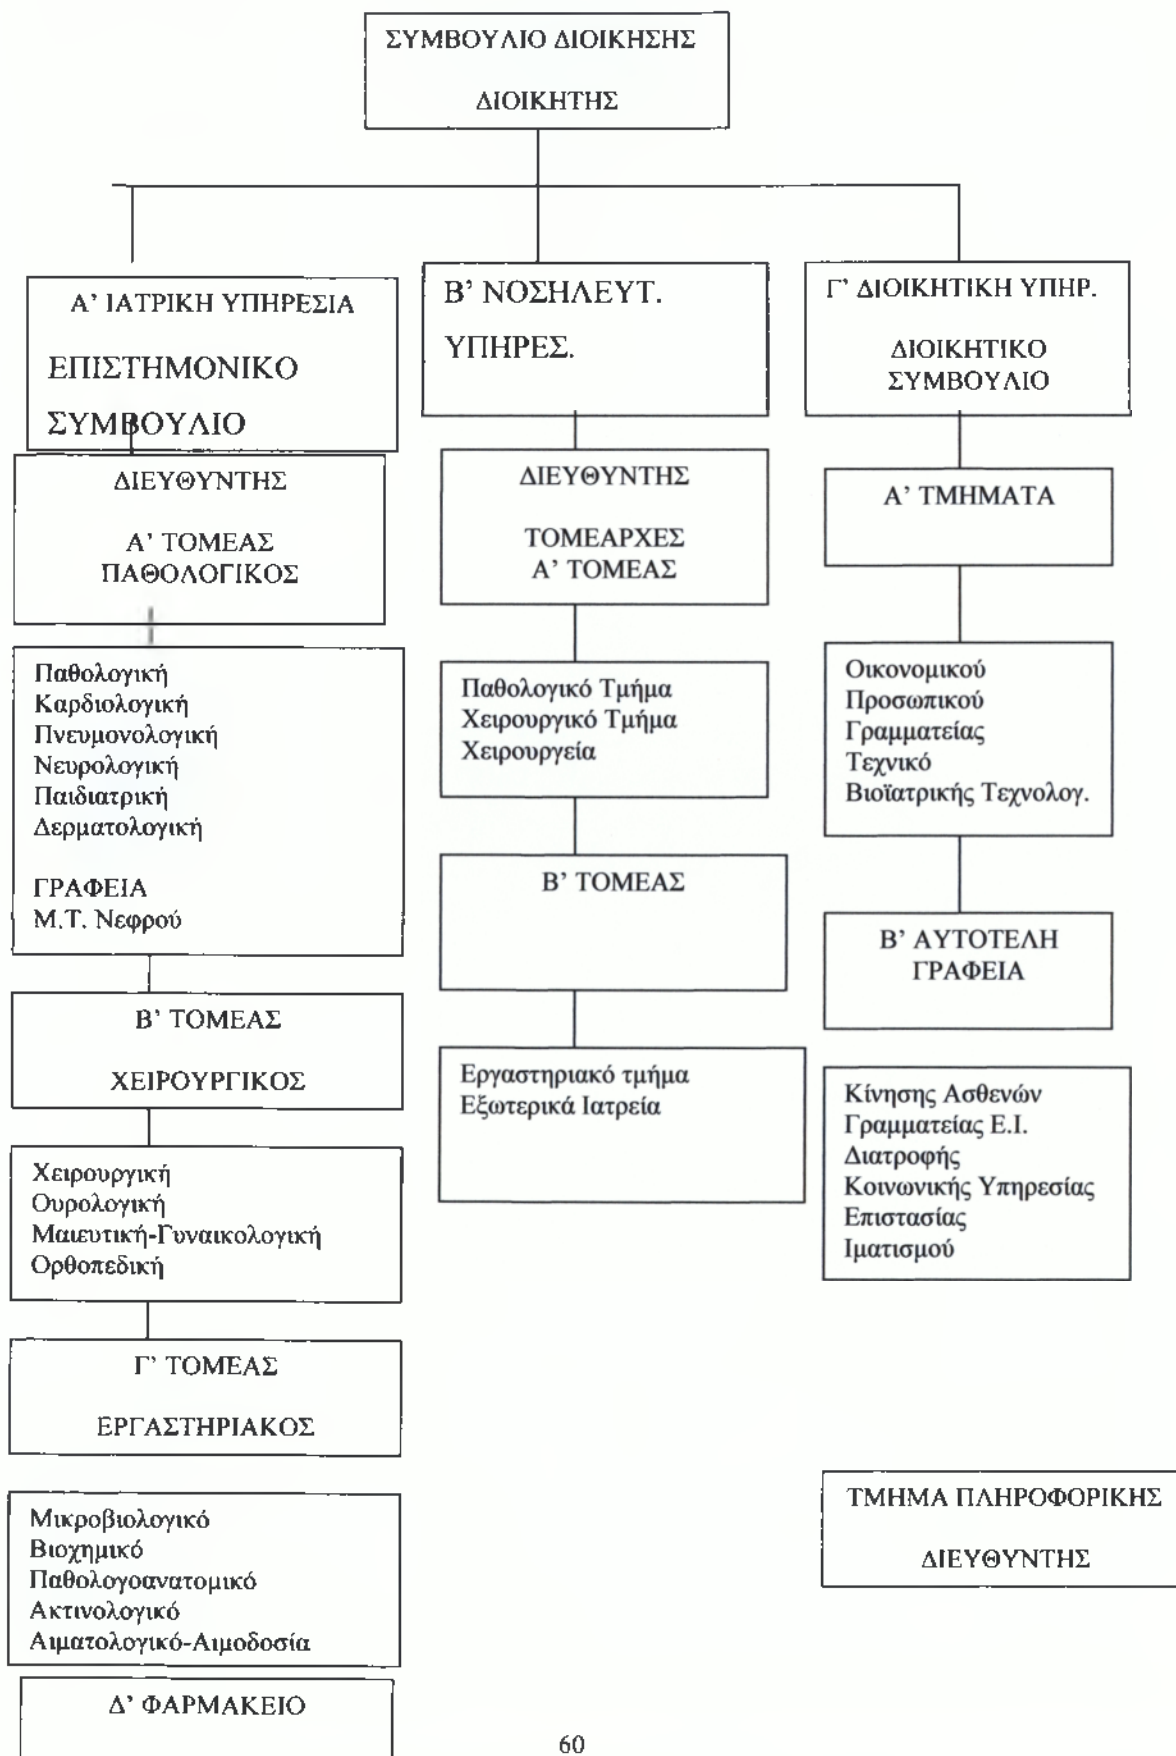 ΣΥΜΒΟΥΛΙΟ ΔΙΟΙΚΗΣΗΣ
ΔΙΟΙΚΗΤΗΣ
Α' ΙΑΤΡΙΚΗ ΥΠΗΡΕΣΙΑ
ΕΠΙΣΤΗΜΟΝΙΚΟ
ΣΥΜΒΟΥΛΙΟ
ΔΙΕΥΘΥΝΤΗΣ
Α' ΤΟΜΕΑΣ
ΠΑΘΟΛΟΓΙΚΟΣ
Παθολογική
Καρδιολογική
Πνευμονολογική
Νευρολογική
Παιδιατρική
Δερματολογική
ΓΡΑΦΕΙΑ
Μ.Τ. Νεφρού
Β' ΤΟΜΕΑΣ
ΧΕΙΡΟΥΡΓΙΚΟΣ
Χειρουργική
Ουρολογική
Μαιευτική-Γυναικολογική
Ορθοπεδική
Γ' ΤΟΜΕΑΣ
ΕΡΓΑΣΤΗΡΙΑΚΟΣ
Μικροβιολογικό
Βιοχημικό
Παθολογοανατομικό
Ακτινολογικό
Αιματολογικό-Αιμοδοσία
Δ' ΦΑΡΜΑΚΕΙΟ
Β' ΝΟΣΗΛΕΥΤ.
ΥΠΗΡΕΣ.
ΔΙΕΥΘΥΝΤΗΣ
ΤΟΜΕΑΡΧΕΣ
Α' ΤΟΜΕΑΣ
Παθολογικό Τμήμα
Χειρουργικό Τμήμα
Χειρουργεία
Β' ΤΟΜΕΑΣ
Εργαστηριακό τμήμα
Εξωτερικά Ιατρεία
Γ' ΔΙΟΙΚΗΤΙΚΗ ΥΠΗΡ.
ΔΙΟΙΚΗΤΙΚΟ
ΣΥΜΒΟΥΛΙΟ
Α' ΤΜΗΜΑΤΑ
Οικονομικού
Προσωπικού
Γραμματείας
Τεχνικό
Βιοϊατρικής Τεχνολογ.
Β' ΑΥΤΟΤΕΛΗ
ΓΡΑΦΕΙΑ
Κίνησης Ασθενών
Γραμματείας Ε.Ι.
Διατροφής
Κοινωνικής Υπηρεσίας
Επιστασίας
Ιματισμού
ΤΜΗΜΑ ΠΛΗΡΟΦΟΡΙΚΗΣ
ΔΙΕΥΘΥΝΤΗΣ
60